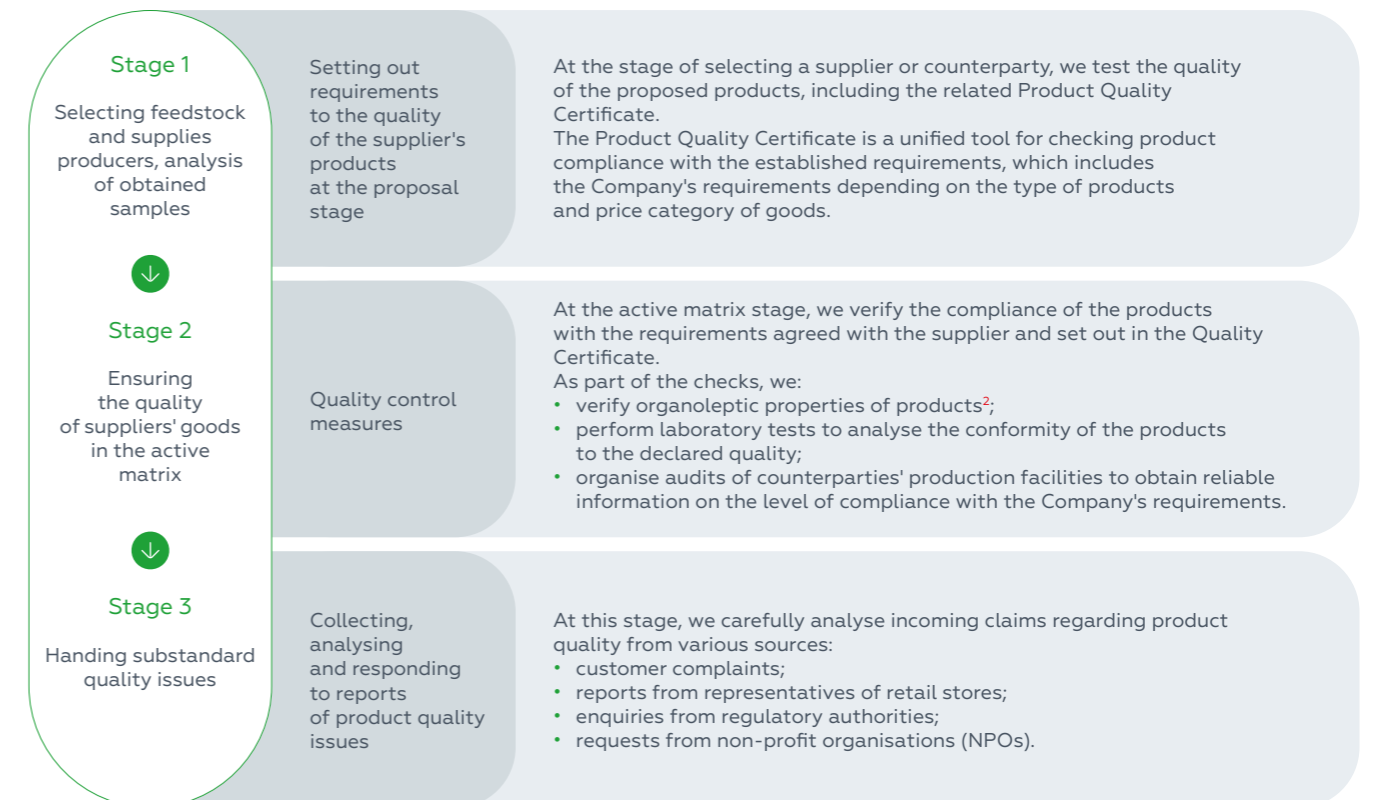 Stage 1
Selecting feedstock
and supplies
producers, analysis
of obtained
samples
Setting out
requirements
to the quality
of the supplier's
products
at the proposal
stage
At the stage of selecting a supplier or counterparty, we test the quality
of the proposed products, including the related Product Quality
Certificate.
The Product Quality Certificate is a unified tool for checking product
compliance with the established requirements, which includes
the Company's requirements depending on the type of products
and price category of goods.
Stage 2
Ensuring
the quality
of suppliers' goods
in the active
matrix
Quality control
measures
At the active matrix stage, we verify the compliance of the products
with the requirements agreed with the supplier and set out in the Quality
Certificate.
As part of the checks, we:
• verify organoleptic properties of products²;
• perform laboratory tests to analyse the conformity of the products
to the declared quality;
• organise audits of counterparties' production facilities to obtain reliable
information on the level of compliance with the Company's requirements.
Stage 3
Handing substandard
quality issues
Collecting,
analysing
and responding
to reports
of product quality
issues
At this stage, we carefully analyse incoming claims regarding product
quality from various sources:
• customer complaints;
• reports from representatives of retail stores;
• enquiries from regulatory authorities;
• requests from non-profit organisations (NPOs).